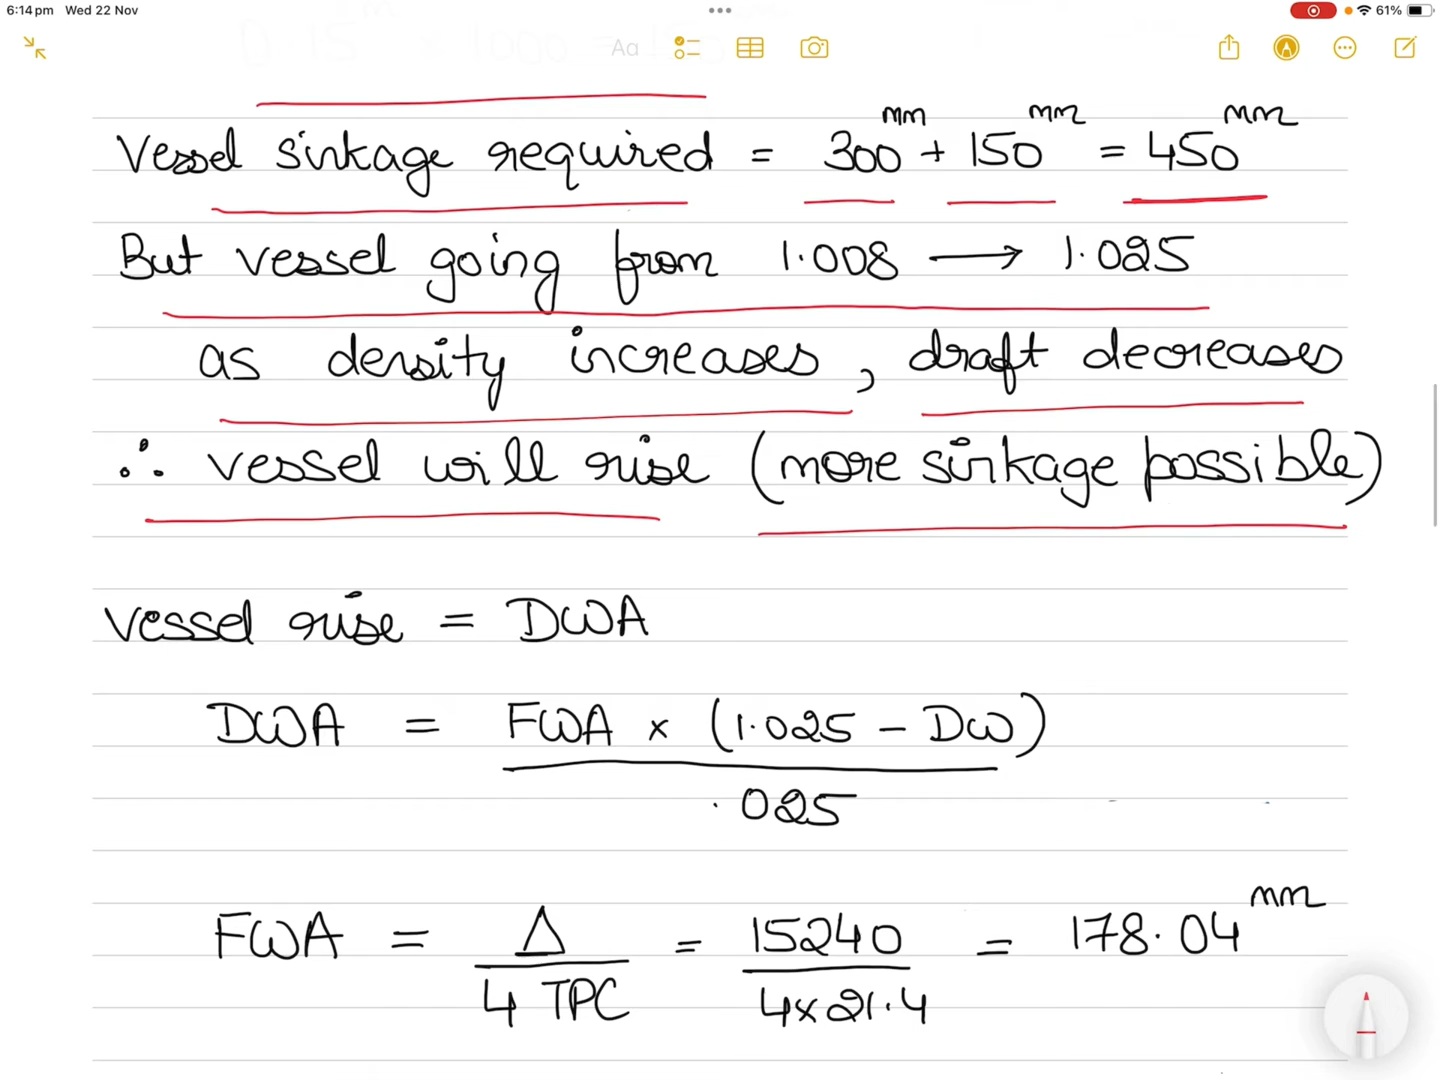 6:14 pm Wed 22 Nov
61%
Aa
Vessel sinkage required = 300 mm + 150 mm = 450 mm
But vessel going from 1.008 → 1.025
as density increases, draft decreases
∴ vessel will rise (more sinkage possible)
vessel rise = DWA
DWA = FWA × (1.025 - DW)
.025
FWA = Δ = 15240 = 178.04 mm
4 TPC 4×21.4